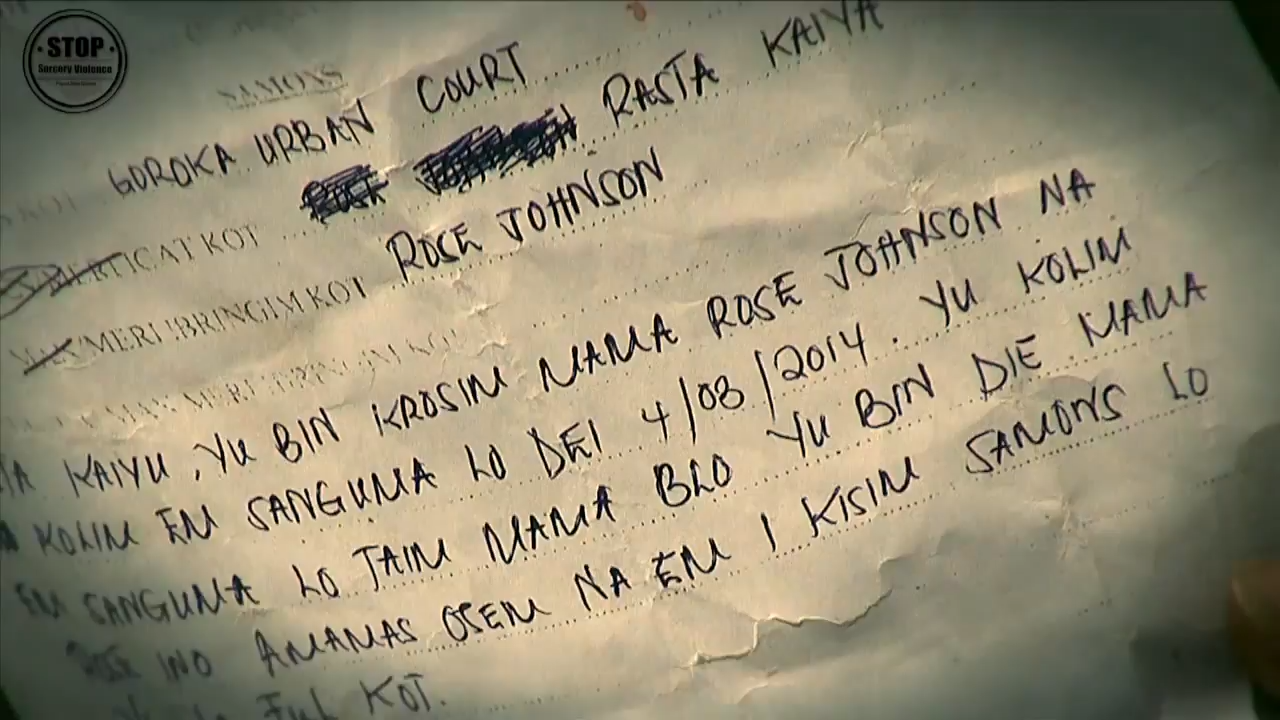 STOP
Sorcery Violence
SAMONS
GOROKA URBAN COURT
RASTA KAIYA
KOT
ROSE JOHNSON
MERI BRINGIM KOT
KAIYU, YU BIN KROSIM MAMA ROSE JOHNSON NA
KOLIM EM SANGUMA LO DEI 4/08/2014. YU KOLIM
EM SANGUMA LO TAIM MAMA BLO YU BIN DIE MAMA
ROSE INO AMAMAS OSEM NA EM I KISIM SAMONS LO
KOT.